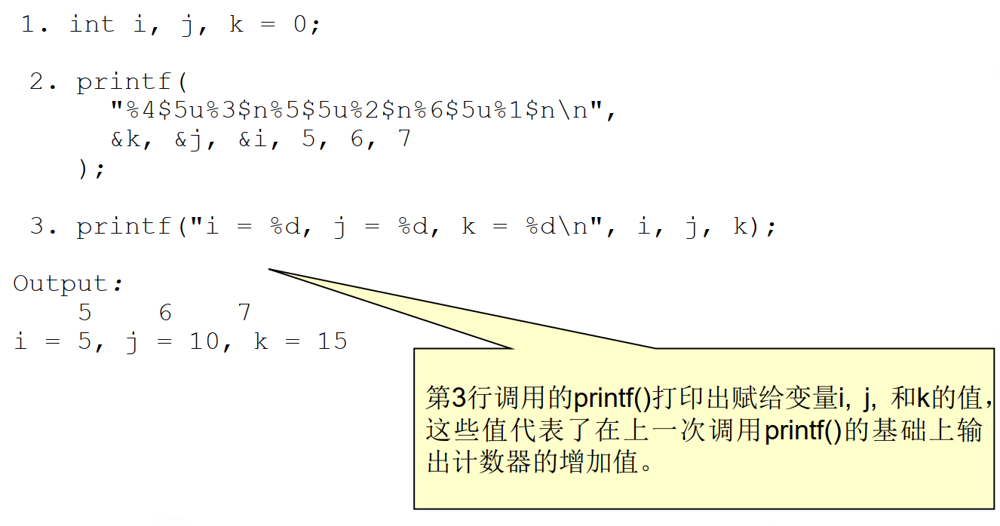 1. int i, j, k = 0;
2. printf(
"%4$5u%3$n%5$5u%2$n%6$5u%1$n\n",
&k, &j, &i, 5, 6, 7
);
3. printf("i = %d, j = %d, k = %d\n", i, j, k);
Output:
5 6 7
i = 5, j = 10, k = 15
第3行调用的printf()打印出赋给变量i, j, 和k的值，
这些值代表了在上一次调用printf()的基础上输
出计数器的增加值。